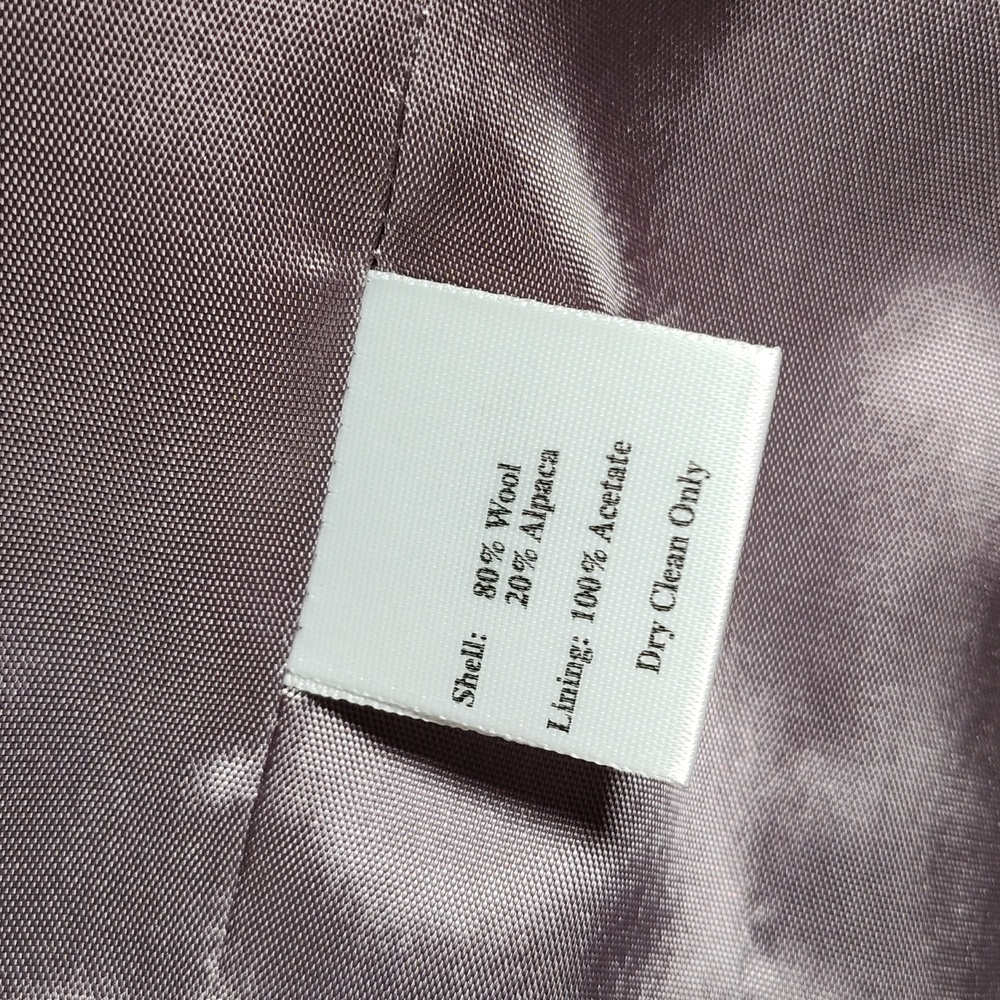 Shell: 80% Wool
20% Alpaca
Lining: 100% Acetate
Dry Clean Only